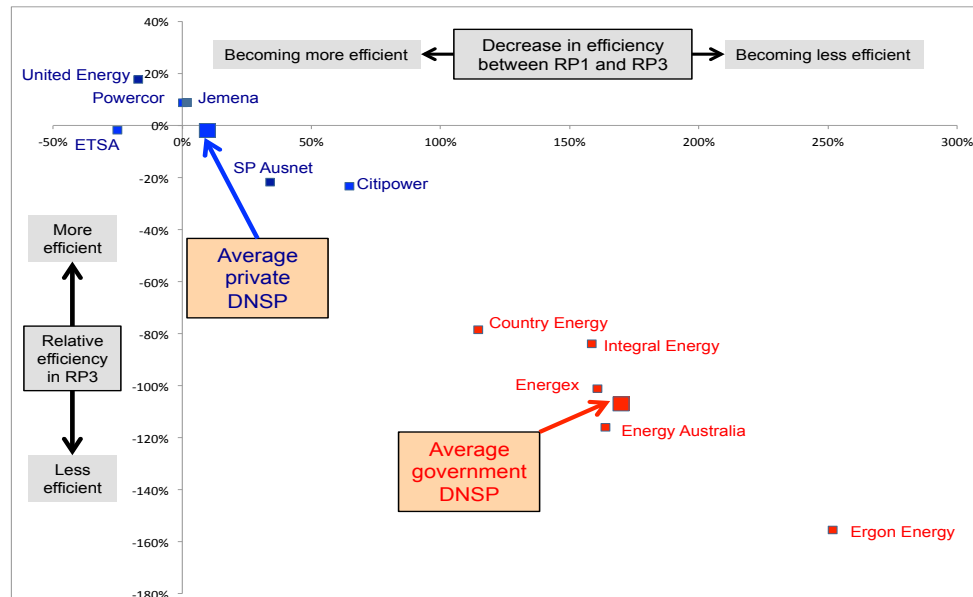 40%
Becoming more efficient
Decrease in efficiency
between RP1 and RP3
Becoming less efficient
United Energy
20%
Powercor
Jemena
0%
-50%
0%
50%
100%
150%
200%
250%
300%
ETSA
SP Ausnet
-20%
Citipower
More
efficient
-40%
Average
private
DNSP
-60%
Country Energy
-80%
Relative
efficiency
in RP3
Integral Energy
Energex
-100%
Energy Australia
-120%
Average
government
DNSP
Less
efficient
-140%
Ergon Energy
-160%
-180%